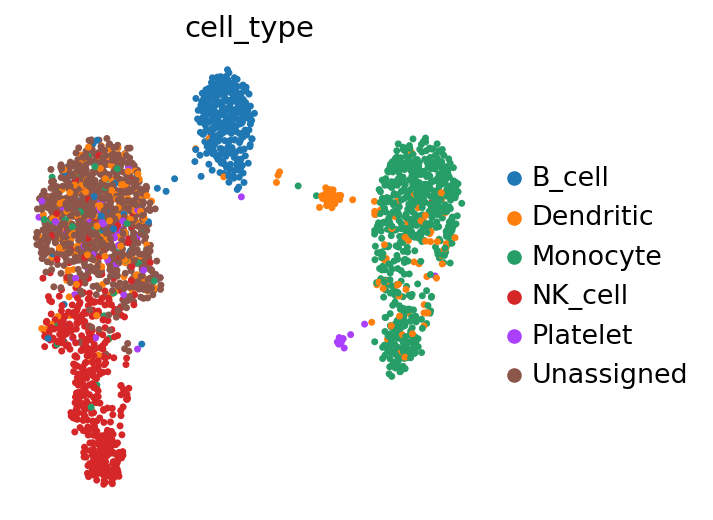 cell_type
B_cell
Dendritic
Monocyte
NK_cell
Platelet
Unassigned